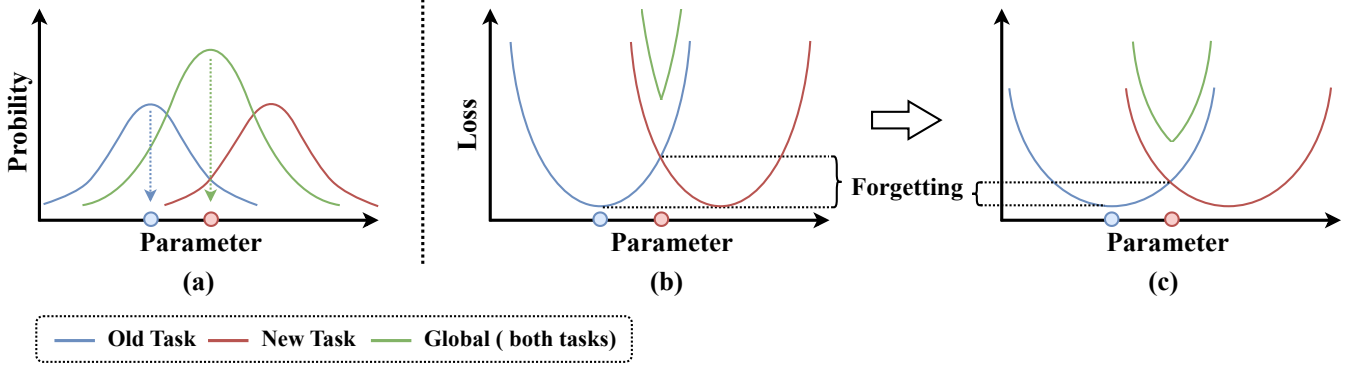 Probility
Parameter
(a)
Loss
Parameter
(b)
Forgetting
Parameter
(c)
Old Task
New Task
Global ( both tasks)